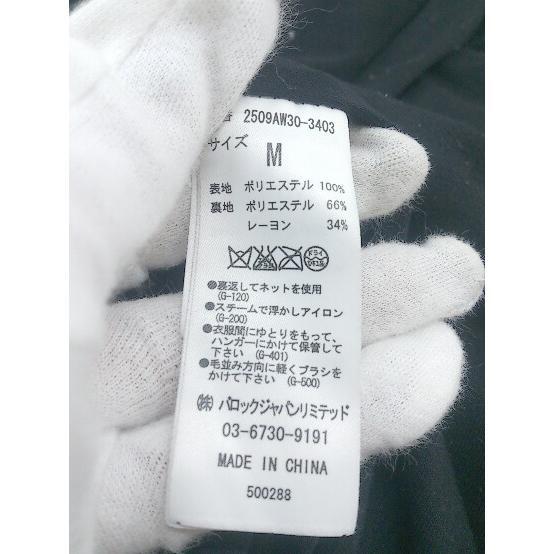 2509AW30-3403
サイズ
M
表地 ポリエステル 100%
裏地 ポリエステル 66%
レーヨン 34%
●裏返してネットを使用
(G-120)
●スチームで浮かしアイロン
(G-200)
●衣服間にゆとりをもって、
ハンガーにかけて保管して
下さい (G-401)
●毛並み方向に軽くブラシを
かけて下さい (G-500)
㈱ バロックジャパンリミテッド
03-6730-9191
MADE IN CHINA
500288